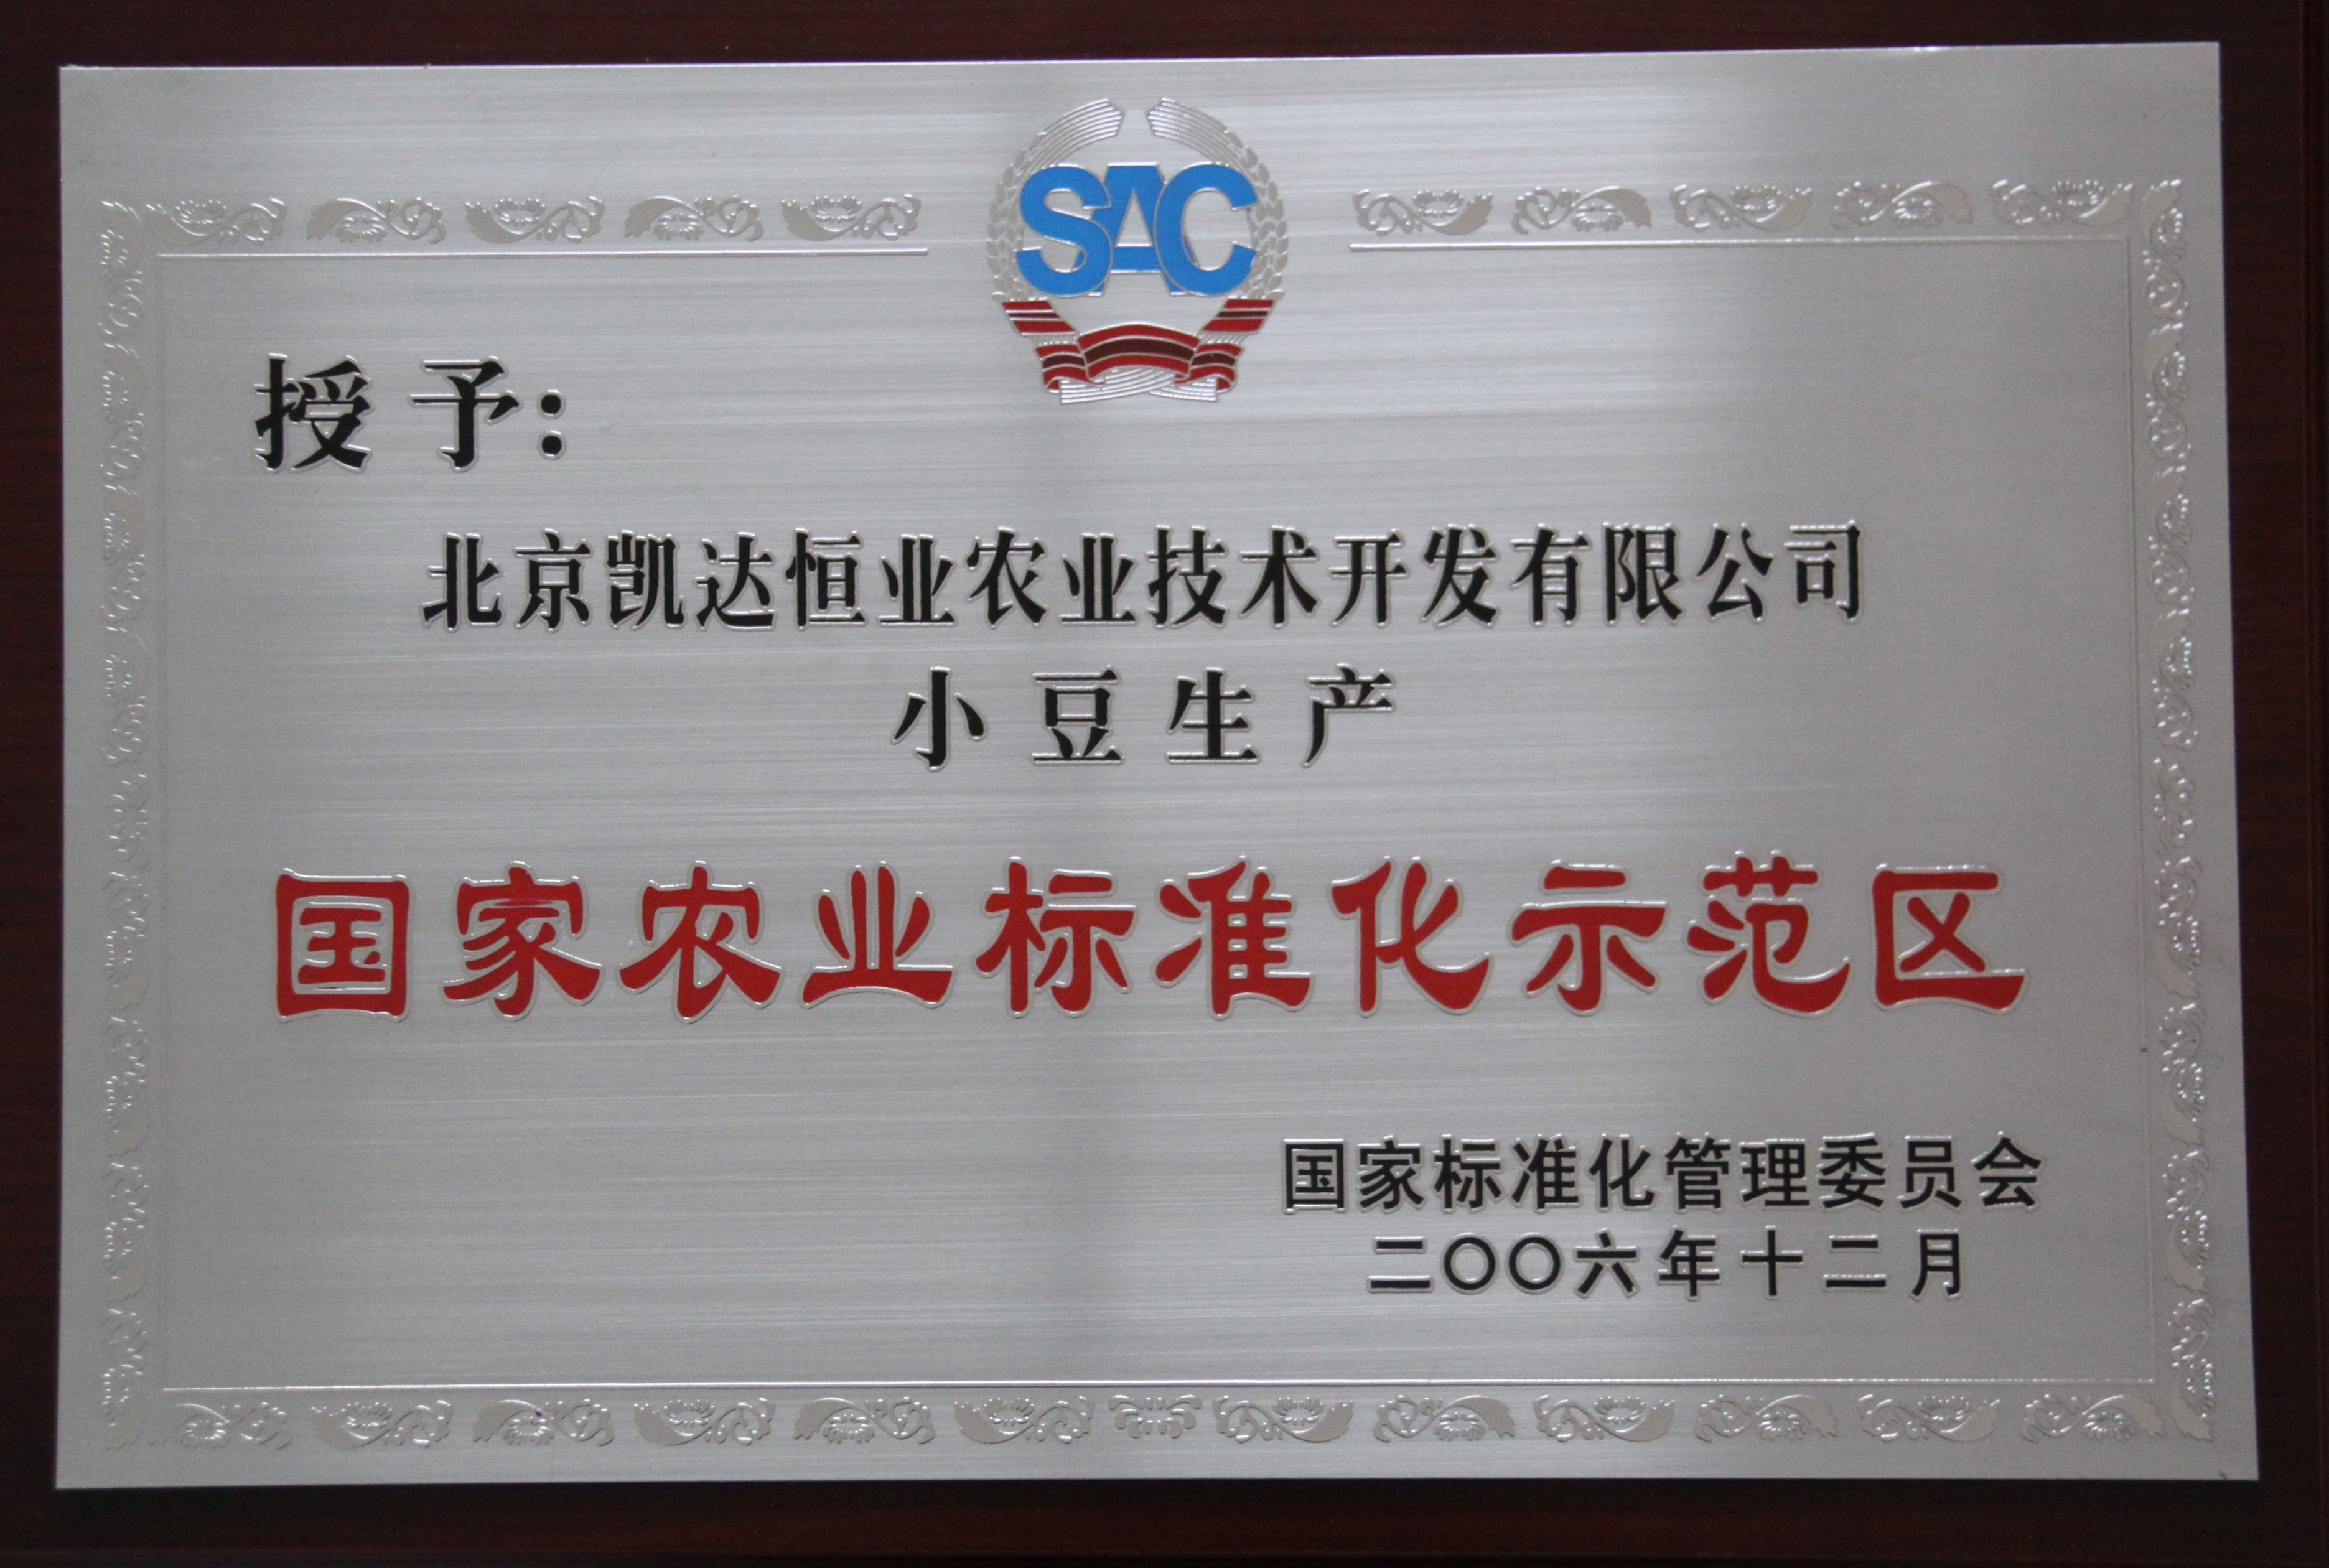 SAC
授予:
北京凯达恒业农业技术开发有限公司
小豆生产
国家农业标准化示范区
国家标准化管理委员会
二〇〇六年十二月